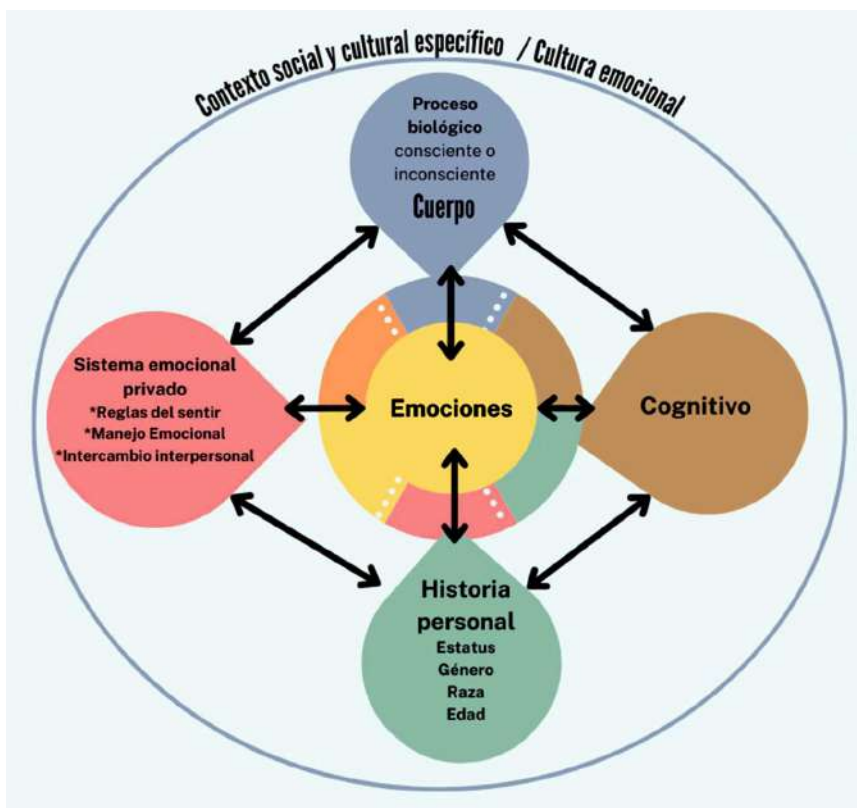 Contexto social y cultural específico / Cultura emocional
Proceso
biológico
consciente o
inconsciente
Cuerpo
Sistema emocional
privado
*Reglas del sentir
*Manejo Emocional
*Intercambio interpersonal
Emociones
Cognitivo
Historia
personal
Estatus
Género
Raza
Edad